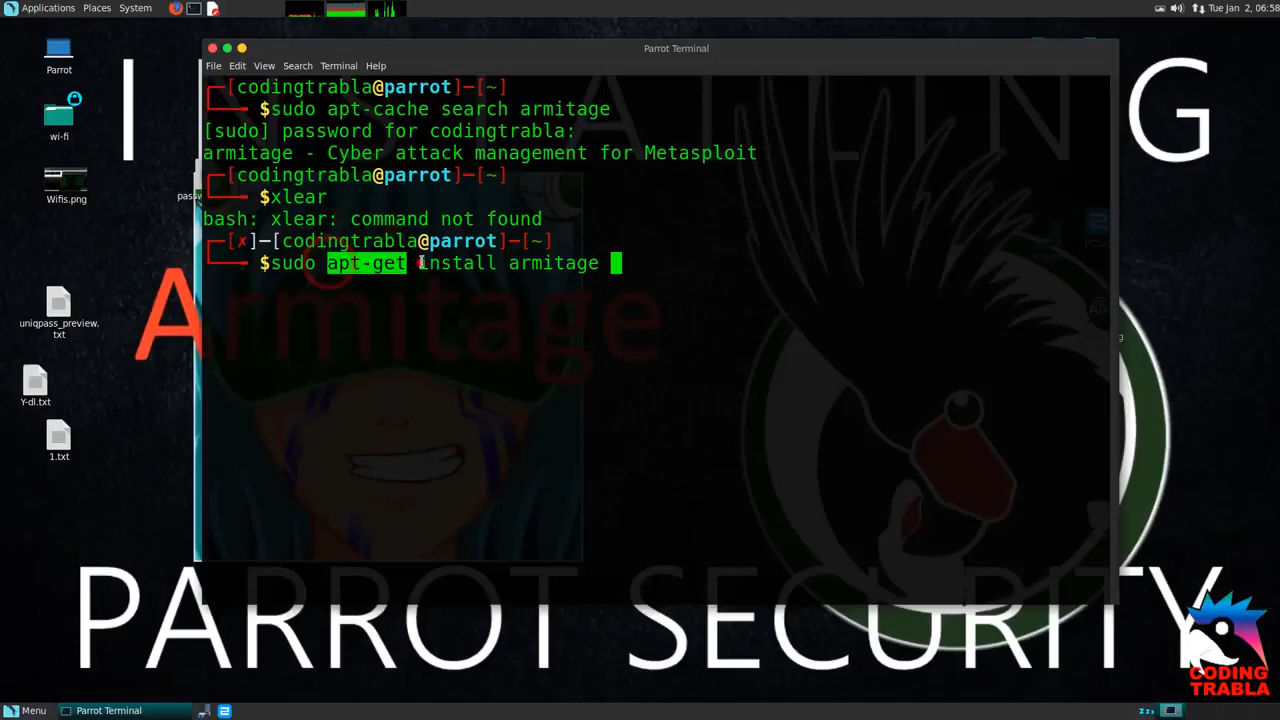 Applications Places System
Tue Jan 2, 06:58
Parrot Terminal
File Edit View Search Terminal Help
┌─[codingtrabla@parrot]─[~]
└──╼ $sudo apt-cache search armitage
[sudo] password for codingtrabla:
armitage - Cyber attack management for Metasploit
┌─[codingtrabla@parrot]─[~]
└──╼ $xlear
bash: xlear: command not found
┌─[✗]─[codingtrabla@parrot]─[~]
└──╼ $sudo apt-get install armitage
Parrot
wi-fi
Wifis.png
uniqpass_preview.txt
Y-dl.txt
1.txt
Armitage
PARROT SECURITY
CODING
TRABLA
Menu Parrot Terminal